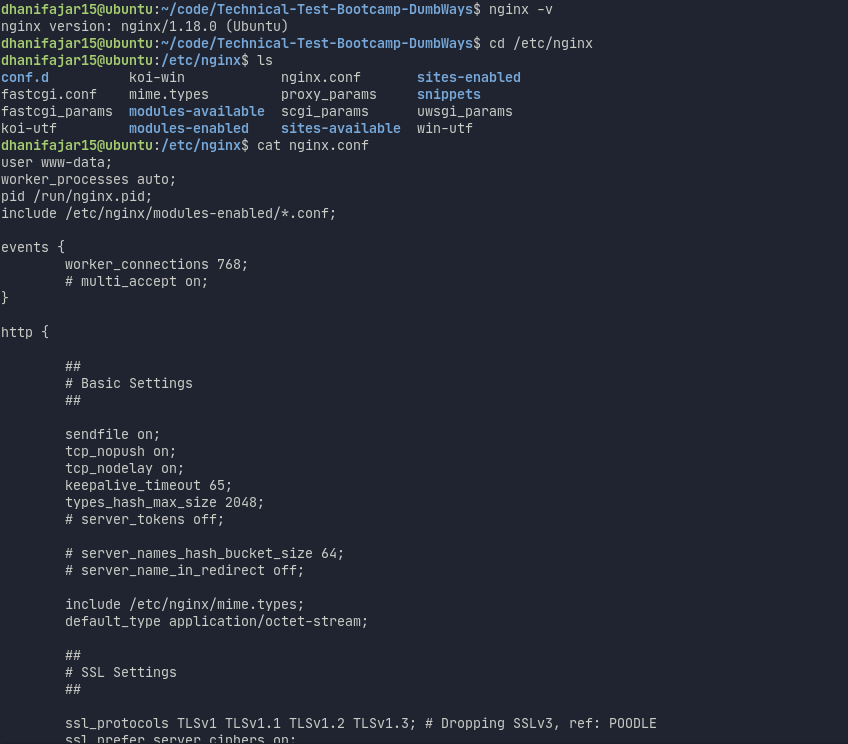 dhanifajar15@ubuntu:~/code/Technical-Test-Bootcamp-DumbWays$ nginx -v
nginx version: nginx/1.18.0 (Ubuntu)
dhanifajar15@ubuntu:~/code/Technical-Test-Bootcamp-DumbWays$ cd /etc/nginx
dhanifajar15@ubuntu:/etc/nginx$ ls
conf.d          koi-win            nginx.conf       sites-enabled
fastcgi.conf    mime.types         proxy_params     snippets
fastcgi_params  modules-available  scgi_params      uwsgi_params
koi-utf         modules-enabled    sites-available  win-utf
dhanifajar15@ubuntu:/etc/nginx$ cat nginx.conf
user www-data;
worker_processes auto;
pid /run/nginx.pid;
include /etc/nginx/modules-enabled/*.conf;

events {
        worker_connections 768;
        # multi_accept on;
}

http {

        ##
        # Basic Settings
        ##

        sendfile on;
        tcp_nopush on;
        tcp_nodelay on;
        keepalive_timeout 65;
        types_hash_max_size 2048;
        # server_tokens off;

        # server_names_hash_bucket_size 64;
        # server_name_in_redirect off;

        include /etc/nginx/mime.types;
        default_type application/octet-stream;

        ##
        # SSL Settings
        ##

        ssl_protocols TLSv1 TLSv1.1 TLSv1.2 TLSv1.3; # Dropping SSLv3, ref: POODLE
        ssl_prefer_server_ciphers on;